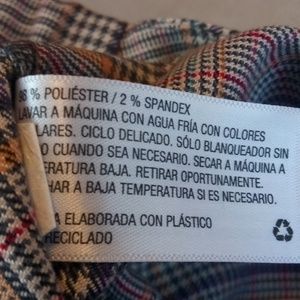 98 % POLIÉSTER / 2 % SPANDEX
LAVAR A MÁQUINA CON AGUA FRÍA CON COLORES
LARES. CICLO DELICADO. SÓLO BLANQUEADOR SIN
O CUANDO SEA NECESARIO. SECAR A MÁQUINA A
ERATURA BAJA. RETIRAR OPORTUNAMENTE.
HAR A BAJA TEMPERATURA SI ES NECESARIO.
A ELABORADA CON PLÁSTICO
RECICLADO